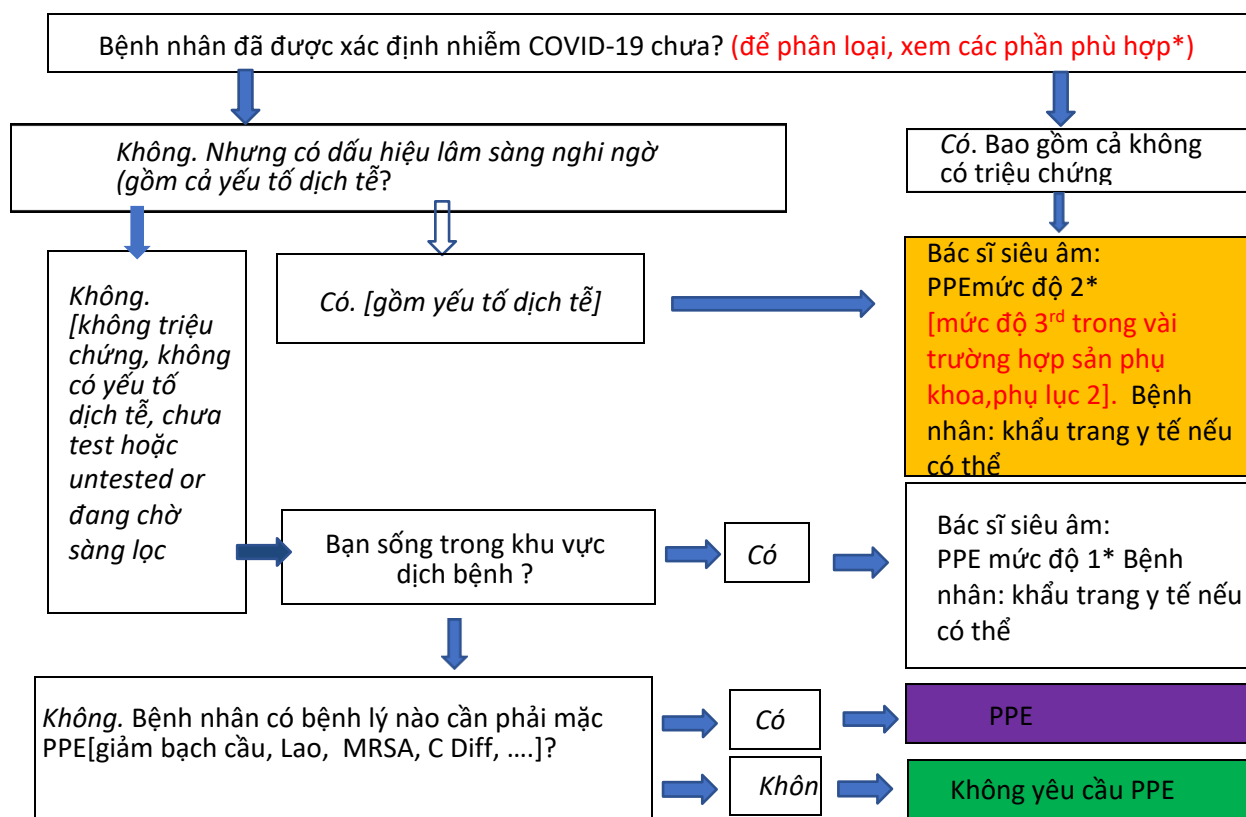 Bệnh nhân đã được xác định nhiễm COVID-19 chưa? (để phân loại, xem các phần phù hợp*)
Không. Nhưng có dấu hiệu lâm sàng nghi ngờ
(gồm cả yếu tố dịch tễ?
Có. Bao gồm cả không
có triệu chứng
Không.
[không triệu
chứng, không
có yếu tố
dịch tễ, chưa
test hoặc
untested or
đang chờ
sàng lọc
Có. [gồm yếu tố dịch tễ]
Bác sĩ siêu âm:
PPEmức độ 2*
[mức độ 3rd trong vài
trường hợp sản phụ
khoa,phụ lục 2]. Bệnh
nhân: khẩu trang y tế nếu
có thể
Bạn sống trong khu vực
dịch bệnh ?
Có
Bác sĩ siêu âm:
PPE mức độ 1* Bệnh
nhân: khẩu trang y tế nếu
có thể
Không. Bệnh nhân có bệnh lý nào cần phải mặc
PPE[giảm bạch cầu, Lao, MRSA, C Diff, ....]?
Có
PPE
Khôn
Không yêu cầu PPE